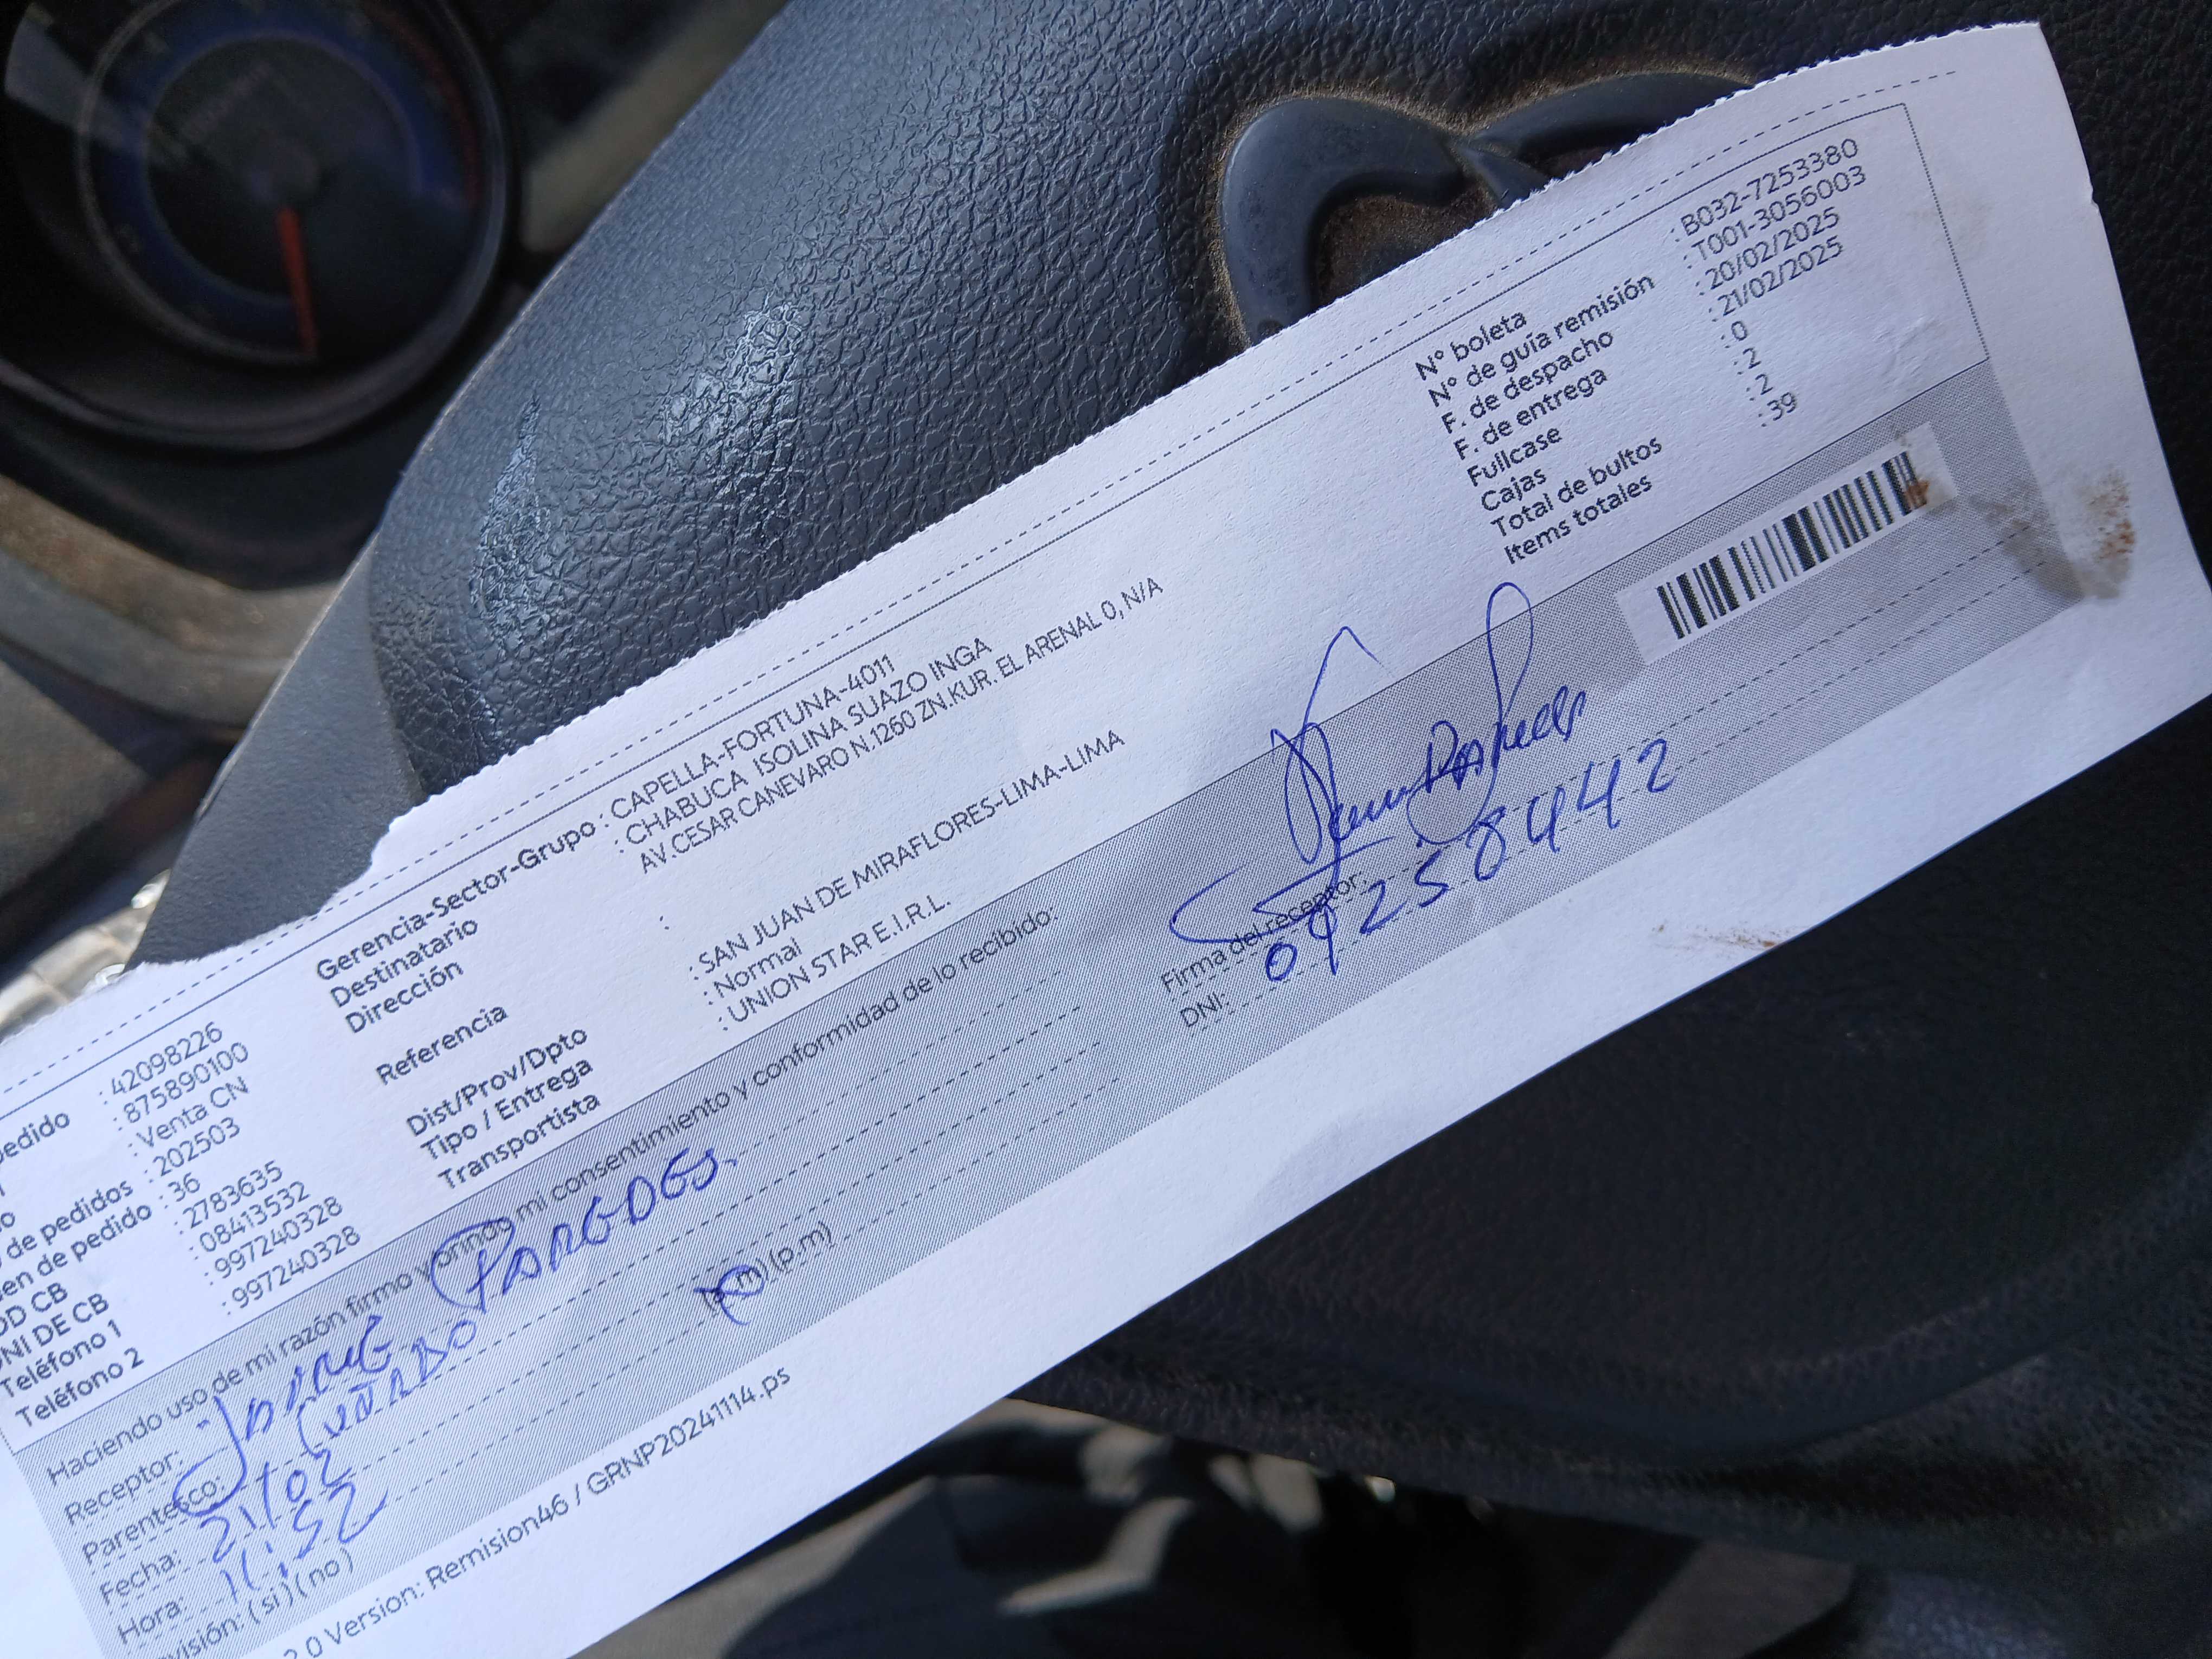 edido : 42098226
: 875890100
o : Venta CN
de pedidos : 202503
en de pedido : 36
OD CB : 2783635
NI DE CB : 08413532
Teléfono 1 : 997240328
Teléfono 2 : 997240328
Gerencia-Sector-Grupo : CAPELLA-FORTUNA-4011
Destinatario : CHABUCA ISOLINA SUAZO INGA
Dirección AV.CESAR CANEVARO N.1260 ZN.KUR. EL ARENAL 0, N/A
Referencia :
Dist/Prov/Dpto : SAN JUAN DE MIRAFLORES-LIMA-LIMA
Tipo / Entrega : Normal
Transportista : UNION STAR E.I.R.L.
N° boleta : B032-7253380
N° de guía remisión : T001-3056003
F. de despacho : 20/02/2025
F. de entrega : 21/02/2025
Fullcase : 0
Cajas : 2
Total de bultos : 2
Items totales : 39
Haciendo uso de mi razón firmo y brindo mi consentimiento y conformidad de lo recibido:
Receptor: JORGE PAREDES.
Parentesco: CUÑADO
Fecha: 21/02
Hora: 11:52 (a.m) (p.m)
visión: (si) (no)
Firma del receptor:
DNI: 09258442
2.0 Version: Remision46 / GRNP20241114.ps